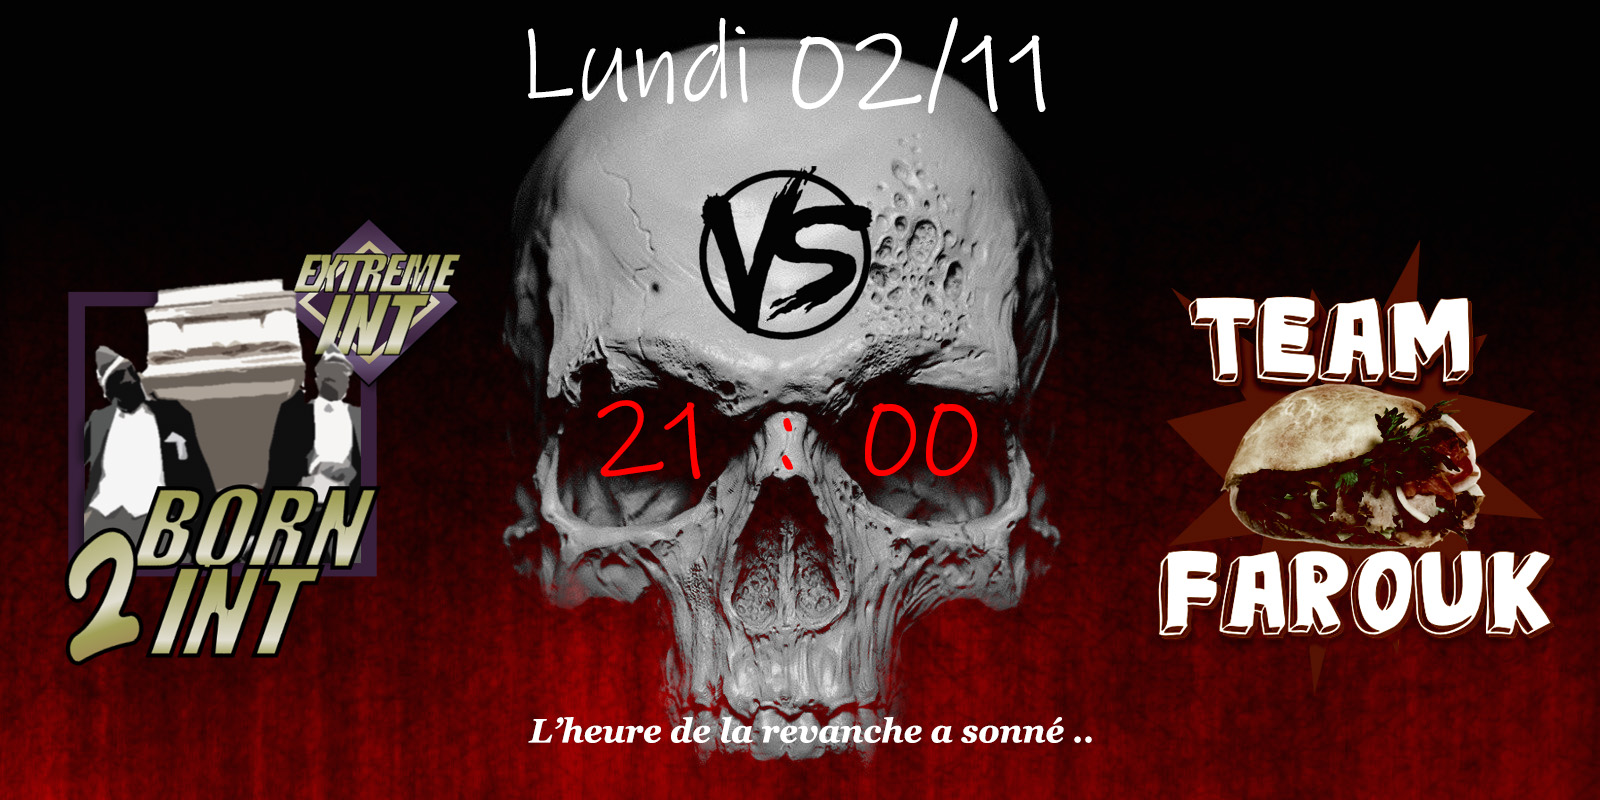 Lundi 02/11
VS
EXTREME
INT
BORN
2 INT
21 : 00
TEAM
FAROUK
L'heure de la revanche a sonné ..